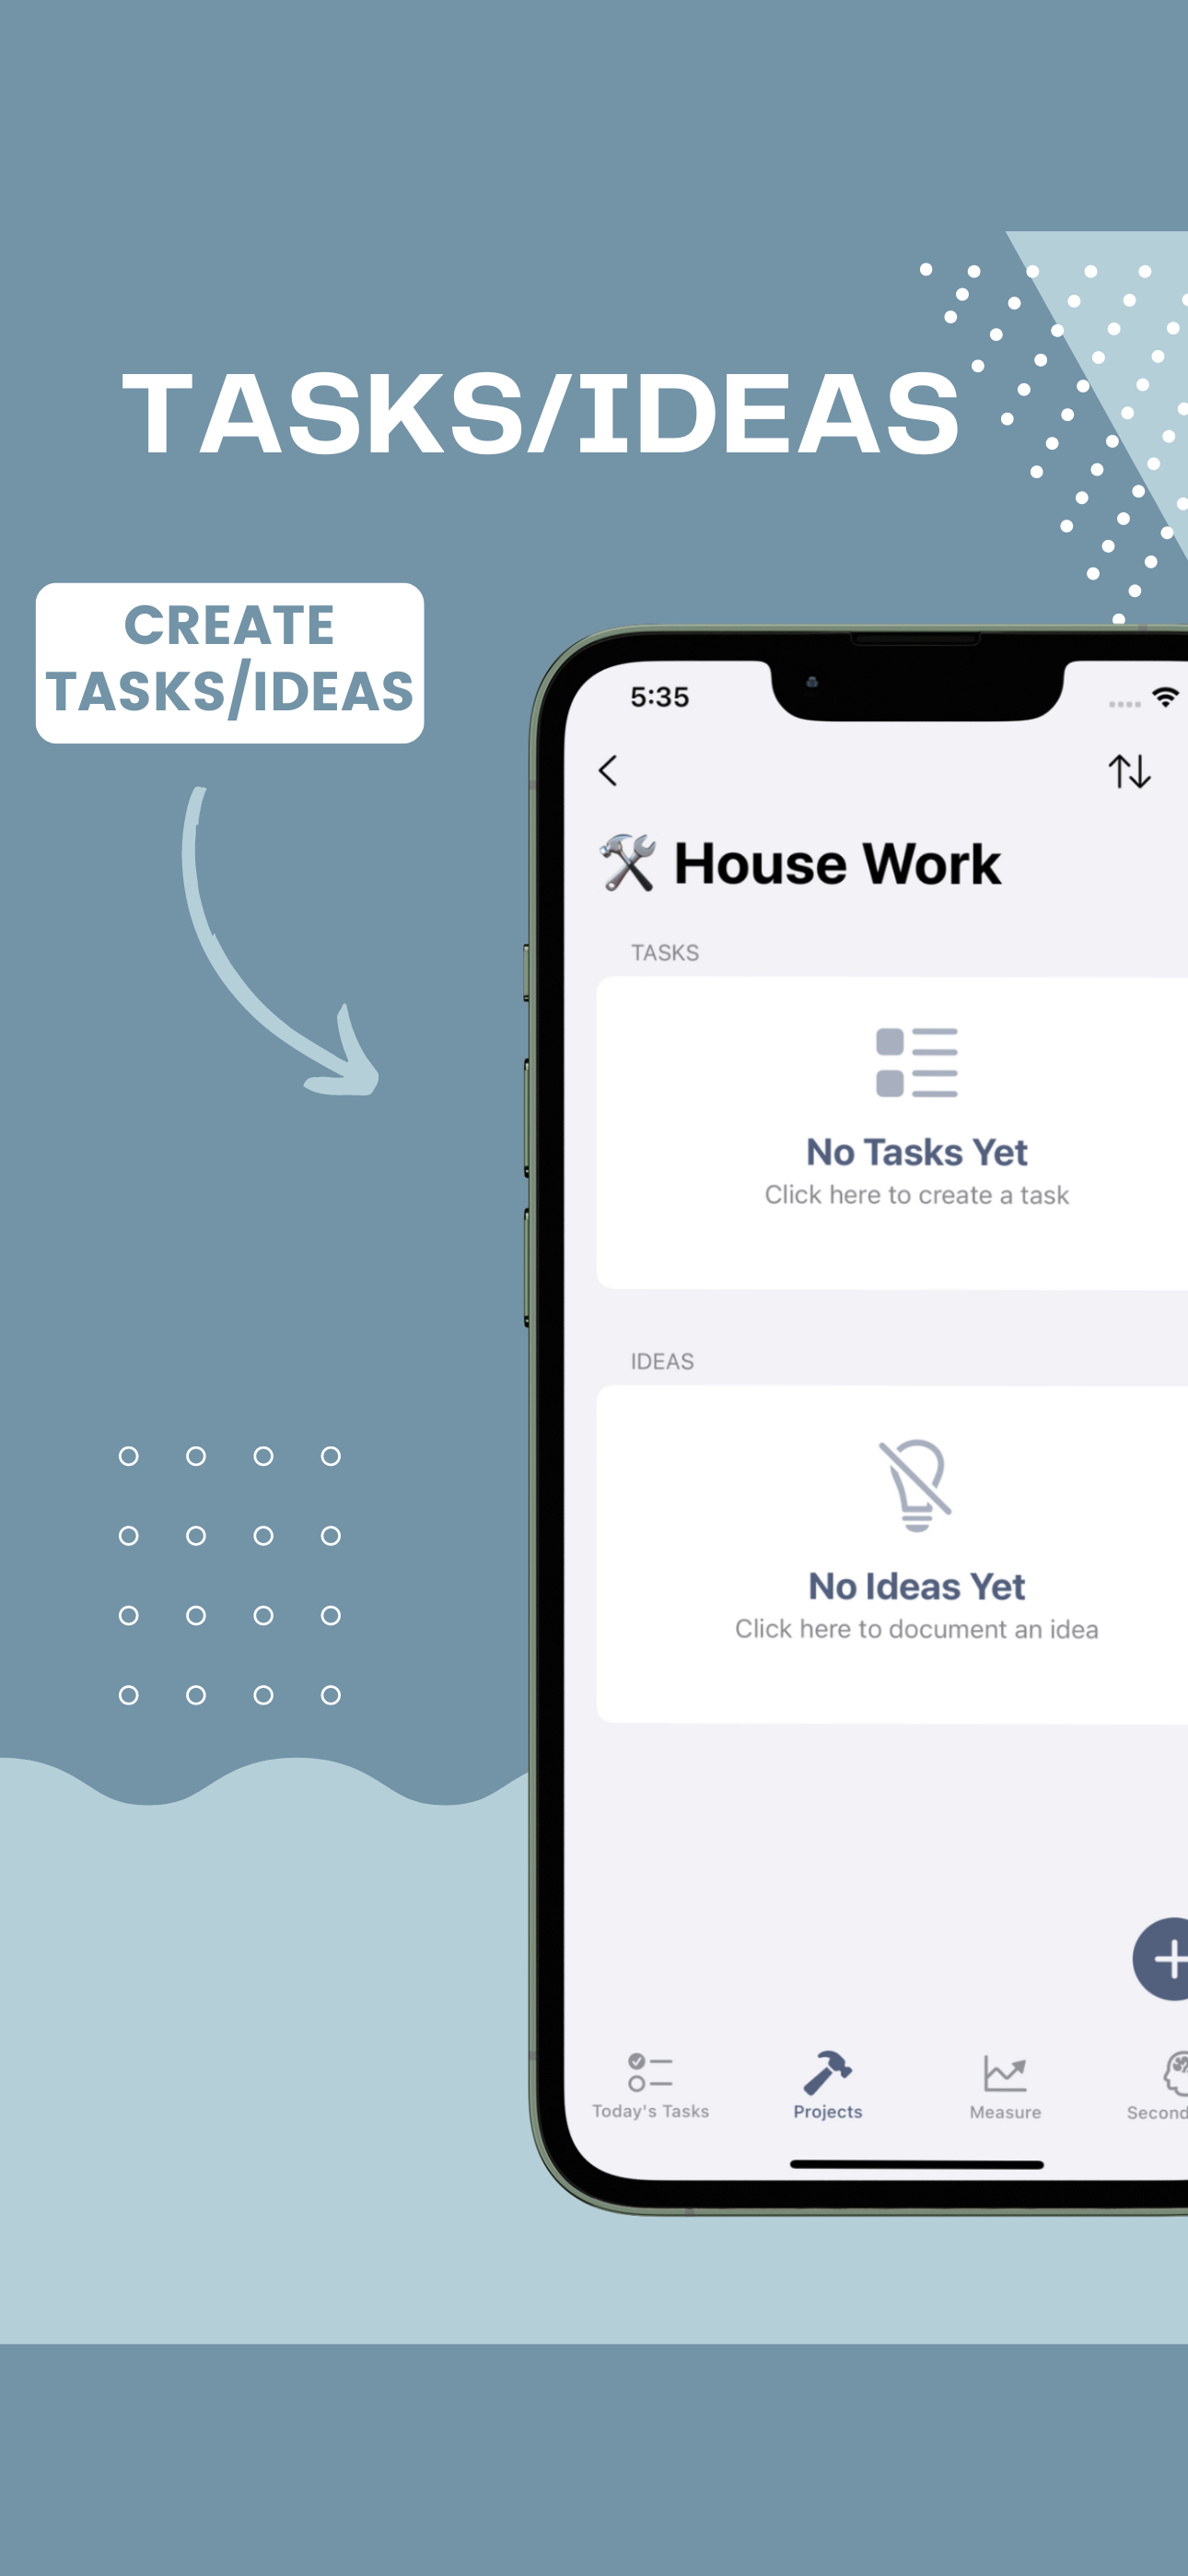 TASKS/IDEAS
CREATE
TASKS/IDEAS
5:35
House Work
TASKS
No Tasks Yet
Click here to create a task
IDEAS
No Ideas Yet
Click here to document an idea
Today's Tasks
Projects
Measure
Second